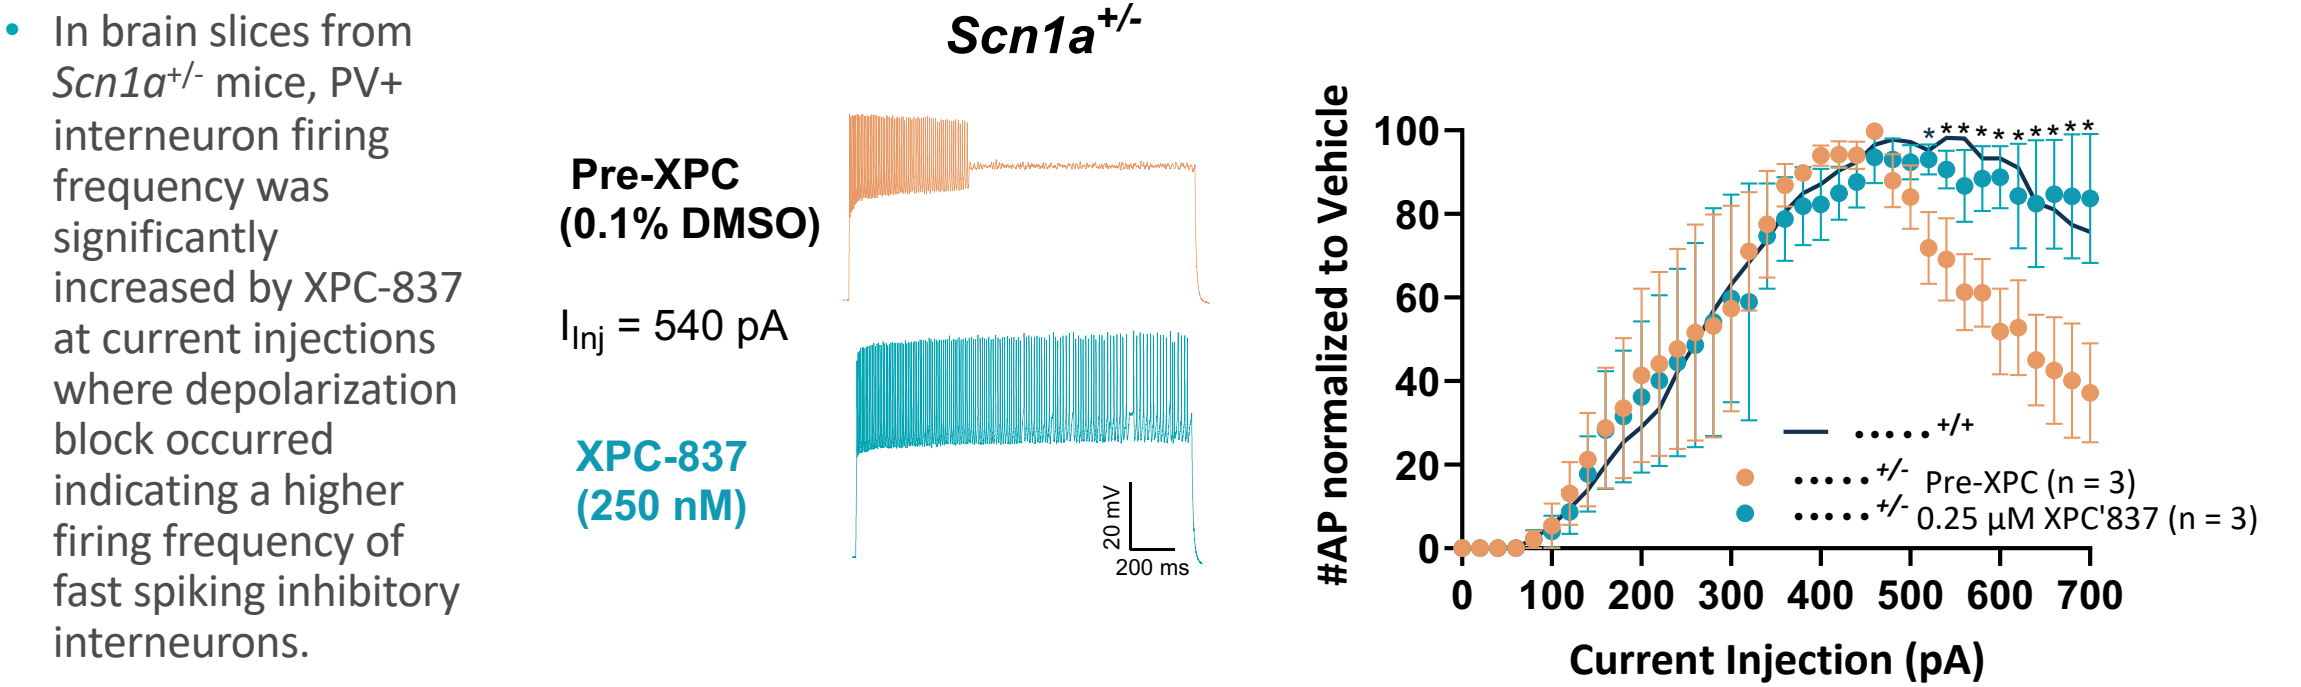 • In brain slices from
Scn1a+/- mice, PV+
interneuron firing
frequency was
significantly
increased by XPC-837
at current injections
where depolarization
block occurred
indicating a higher
firing frequency of
fast spiking inhibitory
interneurons.
Scn1a+/-
Pre-XPC
(0.1% DMSO)
IInj = 540 pA
XPC-837
(250 nM)
20 mV
200 ms
#AP normalized to Vehicle
100
80
60
40
20
0
* * * * * * * * * *
••••• +/+
••••• +/- Pre-XPC (n = 3)
••••• +/- 0.25 µM XPC'837 (n = 3)
0 100 200 300 400 500 600 700
Current Injection (pA)